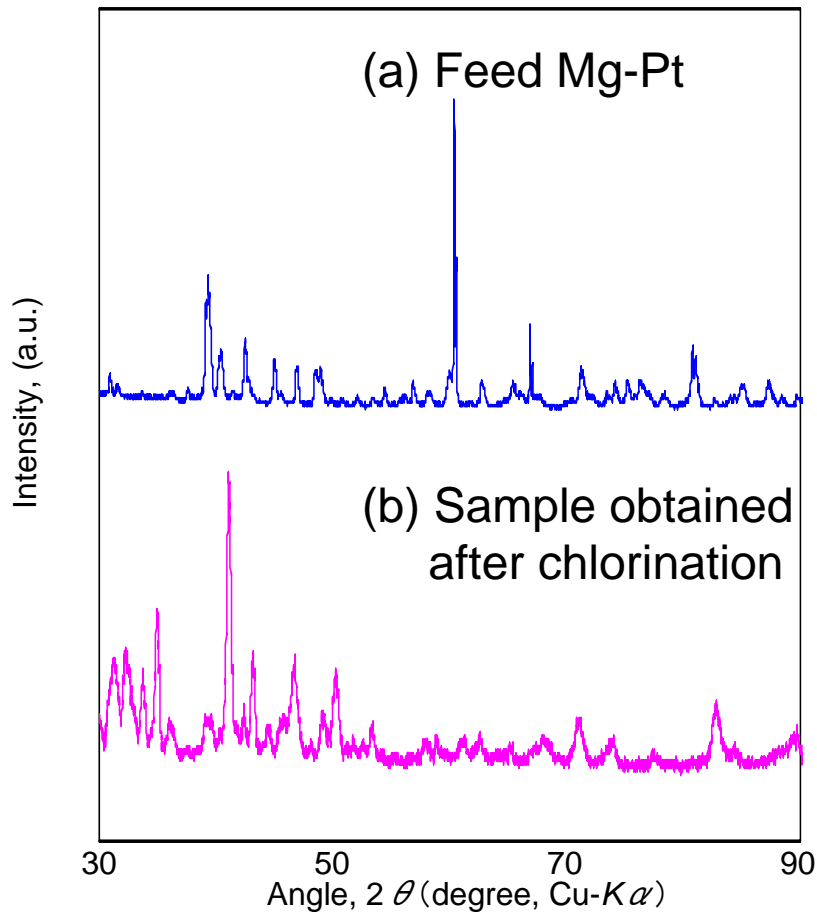 (a) Feed Mg-Pt
Intensity, (a.u.)
(b) Sample obtained
after chlorination
30 50 70 90
Angle, 2 θ (degree, Cu-Kα)